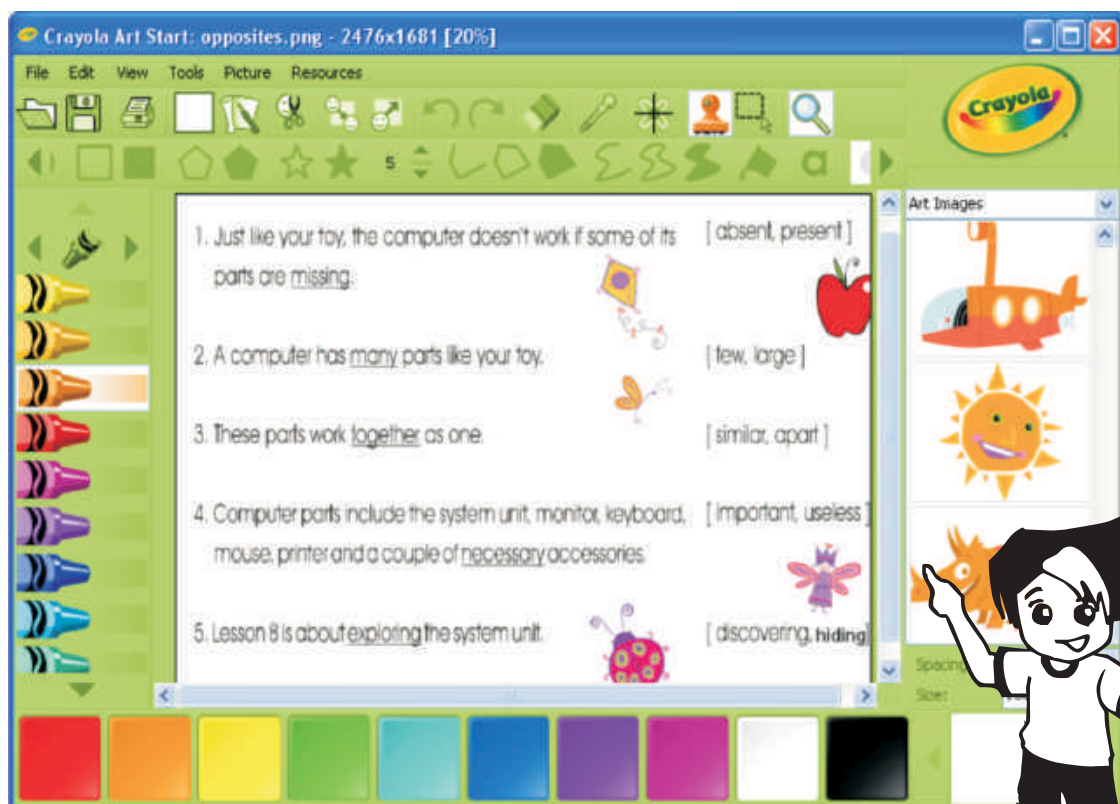 Crayola Art Start: opposites.png - 2476x1681 [20%]
File Edit View Tools Picture Resources
Crayola
5
a
Art Images
1. Just like your toy, the computer doesn't work if some of its [ absent, present ]
parts are missing.
2. A computer has many parts like your toy. [ few, large ]
3. These parts work together as one. [ similar, apart ]
4. Computer parts include the system unit, monitor, keyboard, [ important, useless ]
mouse, printer and a couple of necessary accessories.
5. Lesson 8 is about exploring the system unit. [ discovering, hiding]
Spacing
Size: